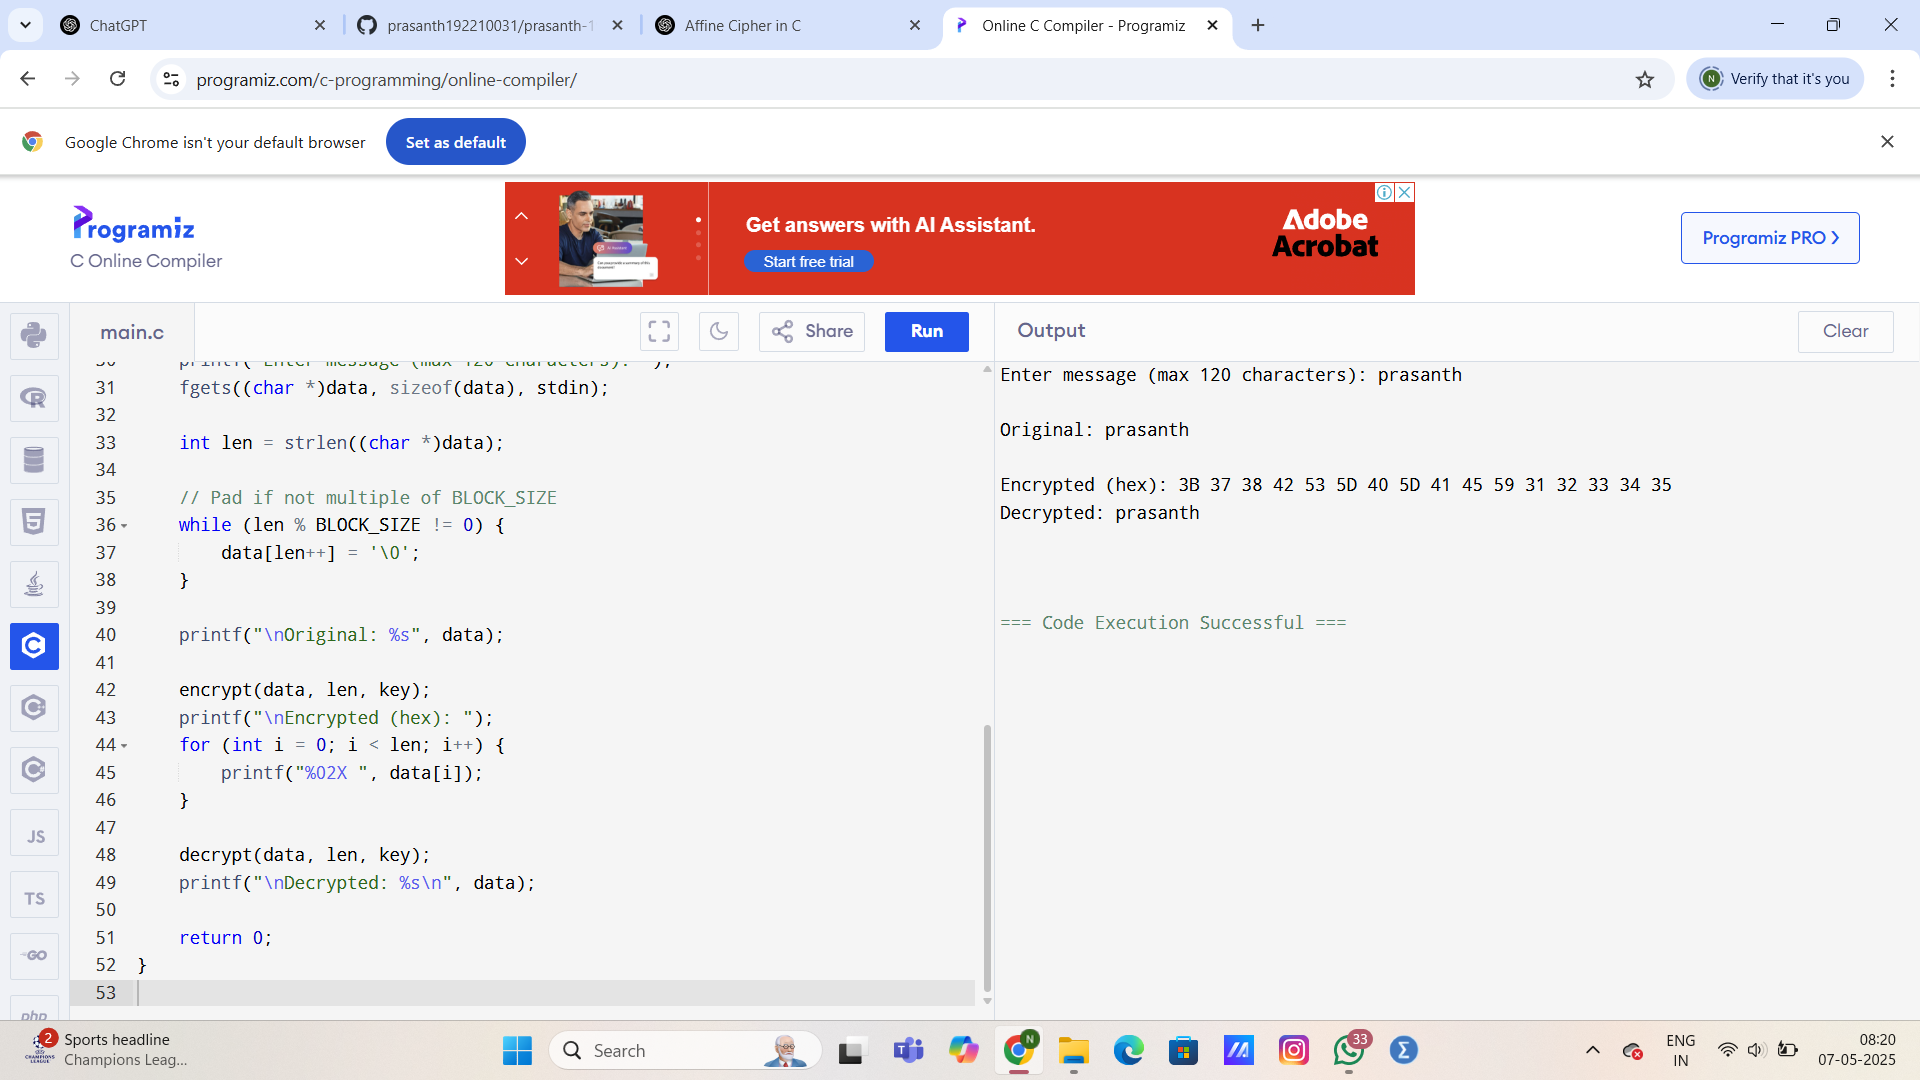 ChatGPT
prasanth192210031/prasanth-1
Affine Cipher in C
Online C Compiler - Programiz
programiz.com/c-programming/online-compiler/
N
Verify that it's you
Google Chrome isn't your default browser
Set as default
Programiz
C Online Compiler
Get answers with AI Assistant.
Start free trial
Adobe
Acrobat
Programiz PRO >
main.c
Share
Run
Output
Clear
30 printf("Enter message (max 120 characters): ");
31 fgets((char *)data, sizeof(data), stdin);
32
33 int len = strlen((char *)data);
34
35 // Pad if not multiple of BLOCK_SIZE
36 while (len % BLOCK_SIZE != 0) {
37 data[len++] = '\0';
38 }
39
40 printf("\nOriginal: %s", data);
41
42 encrypt(data, len, key);
43 printf("\nEncrypted (hex): ");
44 for (int i = 0; i < len; i++) {
45 printf("%02X ", data[i]);
46 }
47
48 decrypt(data, len, key);
49 printf("\nDecrypted: %s\n", data);
50
51 return 0;
52 }
53
Enter message (max 120 characters): prasanth
Original: prasanth
Encrypted (hex): 3B 37 38 42 53 5D 40 5D 41 45 59 31 32 33 34 35
Decrypted: prasanth
=== Code Execution Successful ===
R
5
C
JS
TS
GO
php
2
Sports headline
Champions Leag...
Search
N
33
ENG
IN
08:20
07-05-2025